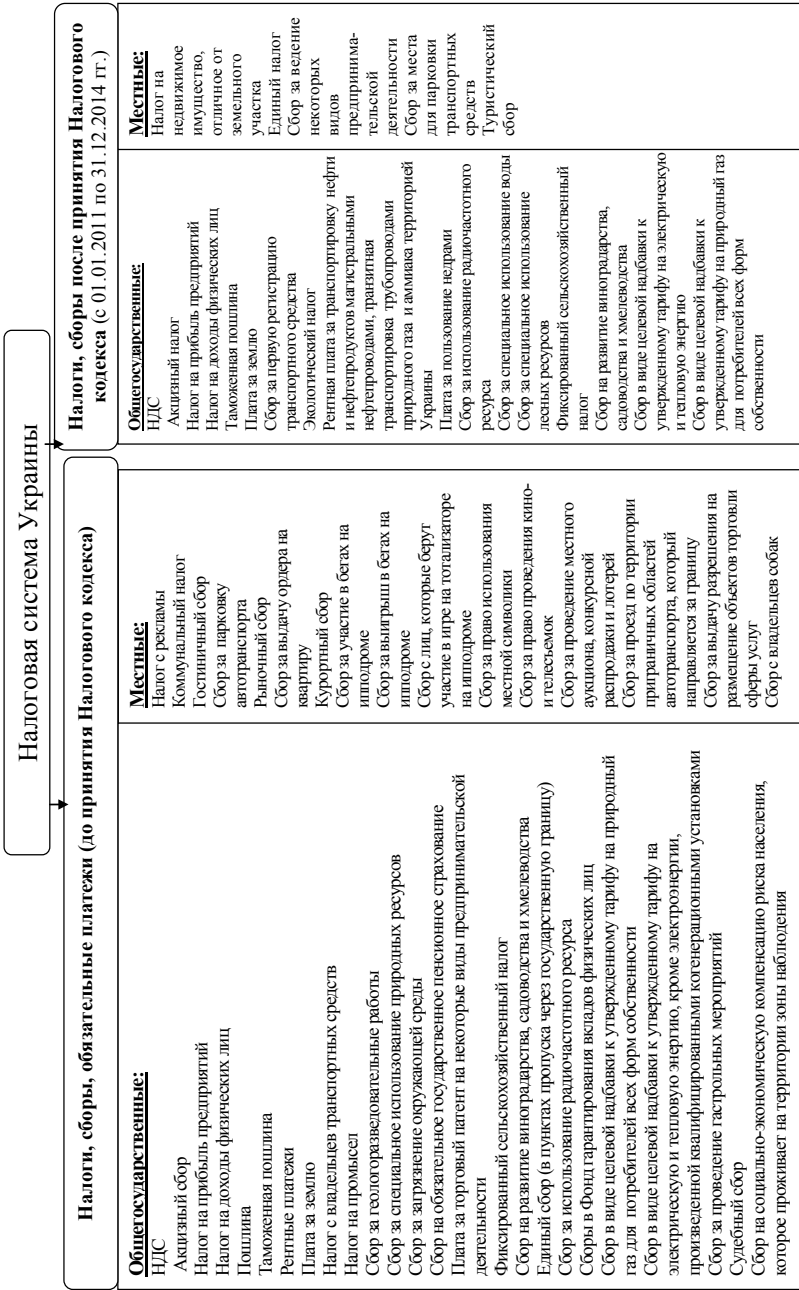 Налоговая система Украины
Налоги, сборы, обязательные платежи (до принятия Налогового кодекса)
Общегосударственные:
НДС
Акцизный сбор
Налог на прибыль предприятий
Налог на доходы физических лиц
Пошлина
Таможенная пошлина
Рентные платежи
Плата за землю
Налог с владельцев транспортных средств
Налог на промысел
Сбор за геологоразведовательные работы
Сбор за специальное использование природных ресурсов
Сбор за загрязнение окружающей среды
Сбор на обязательное государственное пенсионное страхование
Плата за торговый патент на некоторые виды предпринимательской
деятельности
Фиксированный сельскохозяйственный налог
Сбор на развитие виноградарства, садоводства и хмелеводства
Единый сбор (в пунктах пропуска через государственную границу)
Сбор за использование радиочастотного ресурса
Сборы в Фонд гарантирования вкладов физических лиц
Сбор в виде целевой надбавки к утвержденному тарифу на природный
газ для потребителей всех форм собственности
Сбор в виде целевой надбавки к утвержденному тарифу на
электрическую и тепловую энергию, кроме электроэнергии,
произведенной квалифицированными когенерационными установками
Сбор за проведение гастрольных мероприятий
Судебный сбор
Сбор на социально-экономическую компенсацию риска населения,
которое проживает на территории зоны наблюдения
Местные:
Налог с рекламы
Коммунальный налог
Гостиничный сбор
Сбор за парковку
автотранспорта
Рыночный сбор
Сбор за выдачу ордера на
квартиру
Курортный сбор
Сбор за участие в бегах на
ипподроме
Сбор за выигрыш в бегах на
ипподроме
Сбор с лиц, которые берут
участие в игре на тотализаторе
на ипподроме
Сбор за право использования
местной символики
Сбор за право проведения кино-
и телесъемок
Сбор за проведение местного
аукциона, конкурсной
распродажи и лотерей
Сбор за проезд по территории
приграничных областей
автотранспорта, который
направляется за границу
Сбор за выдачу разрешения на
размещение объектов торговли
сферы услуг
Сбор с владельцев собак
Налоги, сборы после принятия Налогового
кодекса (с 01.01.2011 по 31.12.2014 гг.)
Общегосударственные:
НДС
Акцизный налог
Налог на прибыль предприятий
Налог на доходы физических лиц
Таможенная пошлина
Плата за землю
Сбор за первую регистрацию
транспортного средства
Экологический налог
Рентная плата за транспортировку нефти
и нефтепродуктов магистральными
нефтепроводами, транзитная
транспортировка трубопроводами
природного газа и аммиака территорией
Украины
Плата за пользование недрами
Сбор за использование радиочастотного
ресурса
Сбор за специальное использование воды
Сбор за специальное использование
лесных ресурсов
Фиксированный сельскохозяйственный
налог
Сбор на развитие виноградарства,
садоводства и хмелеводства
Сбор в виде целевой надбавки к
утвержденному тарифу на электрическую
и тепловую энергию
Сбор в виде целевой надбавки к
утвержденному тарифу на природный газ
для потребителей всех форм
собственности
Местные:
Налог на
недвижимое
имущество,
отличное от
земельного
участка
Единый налог
Сбор за ведение
некоторых
видов
предпринима-
тельской
деятельности
Сбор за места
для парковки
транспортных
средств
Туристический
сбор